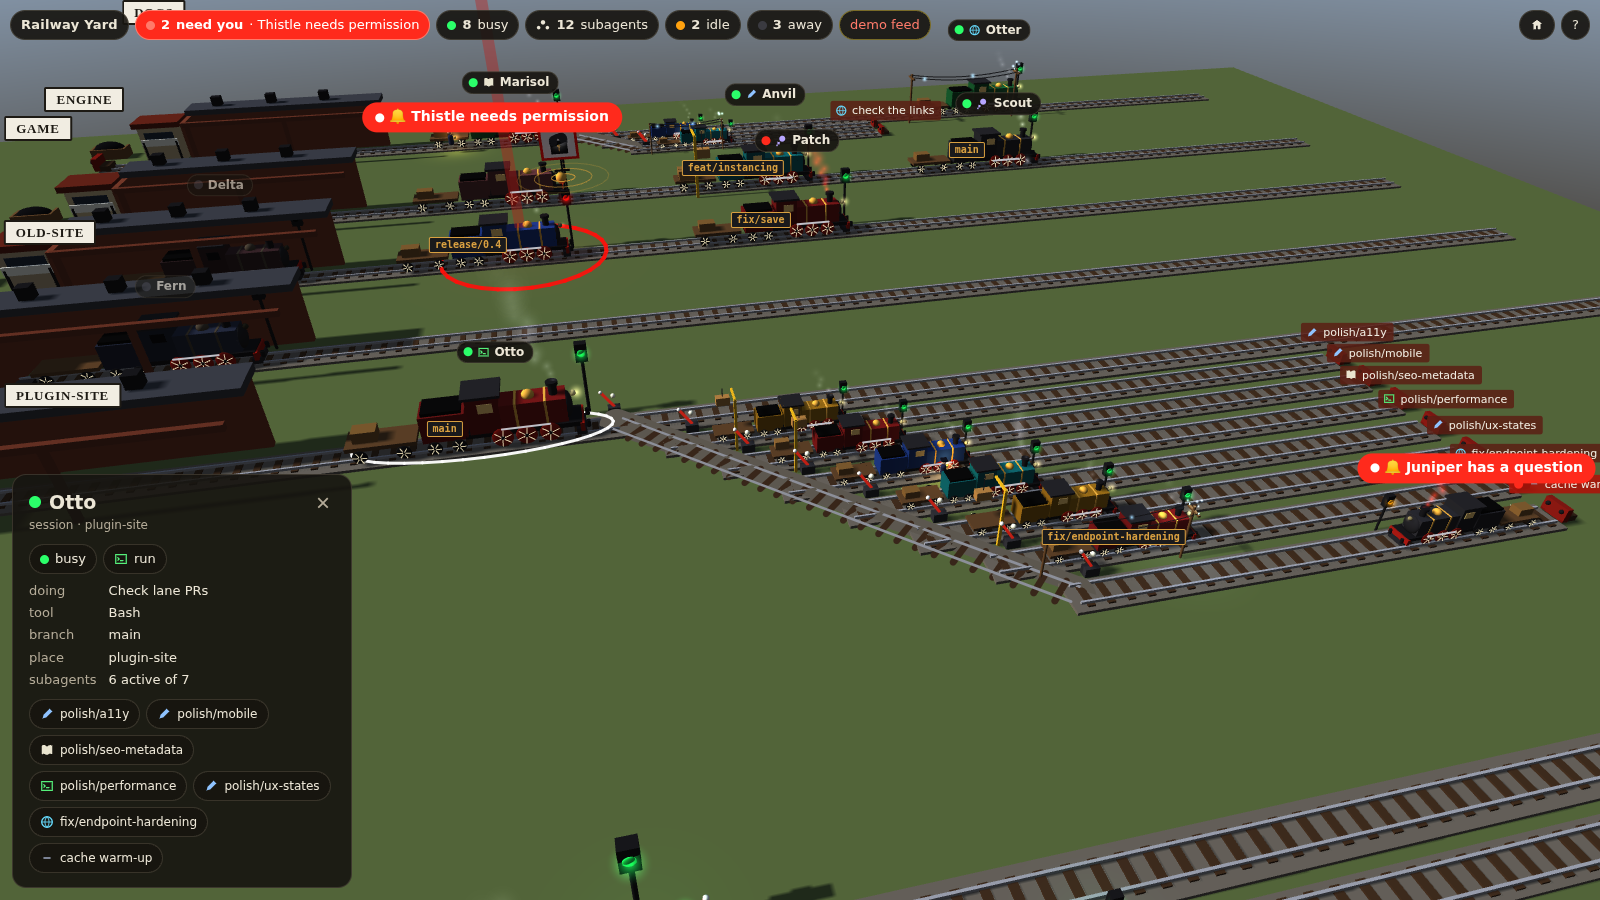 Railway Yard
2 need you · Thistle needs permission
8 busy
12 subagents
2 idle
3 away
demo feed
?
Otter
Marisol
Anvil
ENGINE
Thistle needs permission
check the links
Scout
GAME
Patch
main
feat/instancing
Delta
fix/save
OLD-SITE
release/0.4
Fern
polish/a11y
Otto
polish/mobile
polish/seo-metadata
PLUGIN-SITE
polish/performance
main
polish/ux-states
fix/endpoint-hardening
Juniper has a question
cache war
fix/endpoint-hardening
Otto
session · plugin-site
busy
run
doing Check lane PRs
tool Bash
branch main
place plugin-site
subagents 6 active of 7
polish/a11y
polish/mobile
polish/seo-metadata
polish/performance
polish/ux-states
fix/endpoint-hardening
cache warm-up